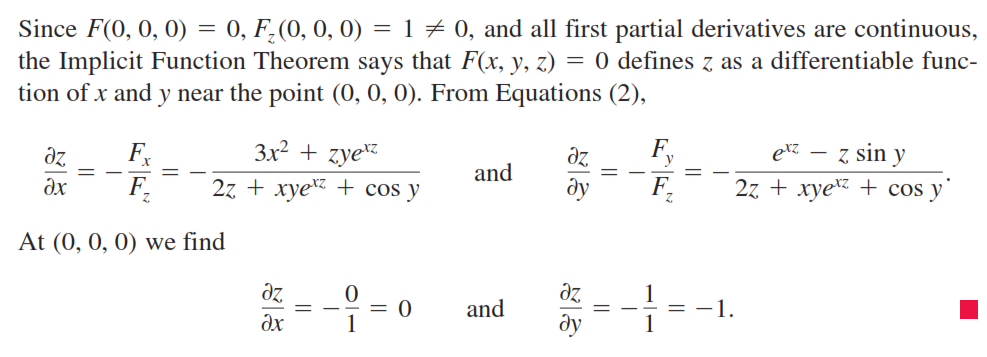 Since F(0, 0, 0) = 0, F_z(0, 0, 0) = 1 ≠ 0, and all first partial derivatives are continuous,
the Implicit Function Theorem says that F(x, y, z) = 0 defines z as a differentiable func-
tion of x and y near the point (0, 0, 0). From Equations (2),
∂z/∂x = −F_x/F_z = −(3x² + zye^{xz})/(2z + xye^{xz} + cos y) and ∂z/∂y = −F_y/F_z = −(e^{xz} − z sin y)/(2z + xye^{xz} + cos y).
At (0, 0, 0) we find
∂z/∂x = −0/1 = 0 and ∂z/∂y = −1/1 = −1.